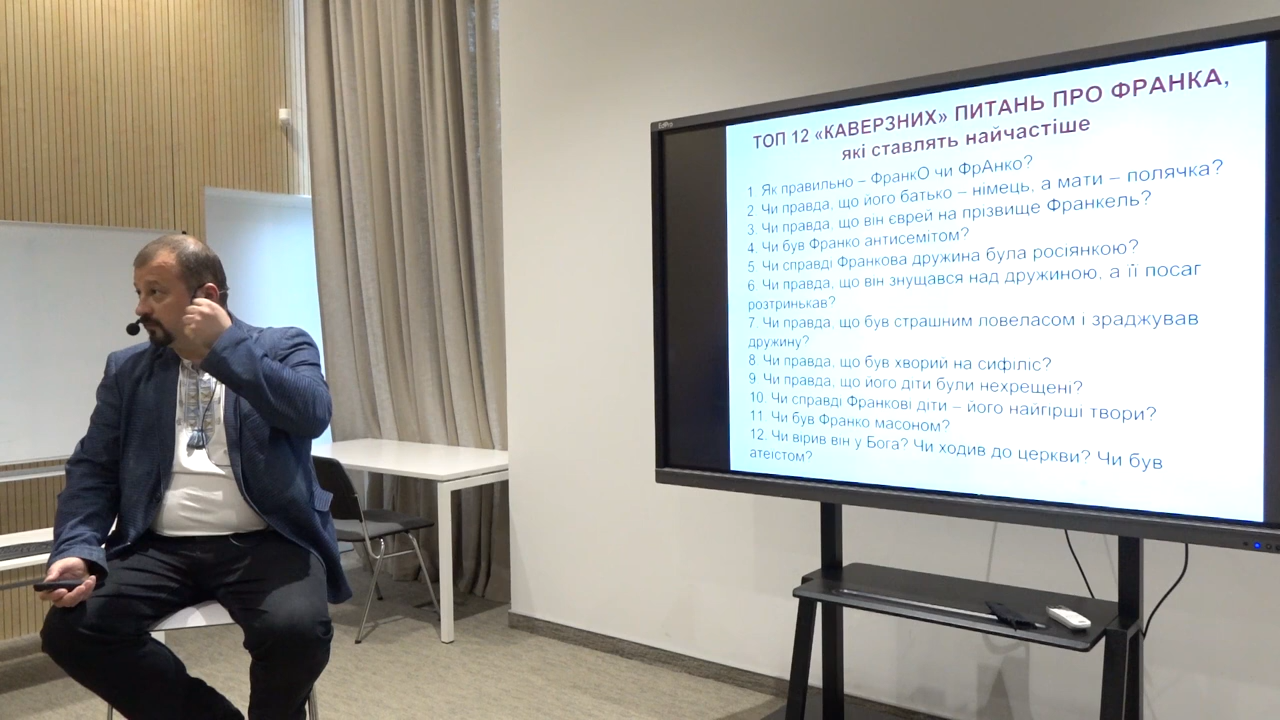 EdPro
ТОП 12 «КАВЕРЗНИХ» ПИТАНЬ ПРО ФРАНКА,
які ставлять найчастіше
1 Як правильно – ФранкО чи ФрАнко?
2 Чи правда, що його батько – німець, а мати – полячка?
3. Чи правда, що він єврей на прізвище Франкель?
4. Чи був Франко антисемітом?
5 Чи справді Франкова дружина була росіянкою?
6. Чи правда, що він знущався над дружиною, а її посаг
розтринькав?
7. Чи правда, що був страшним ловеласом і зраджував
дружину?
8 Чи правда, що був хворий на сифіліс?
9 Чи правда, що його діти були нехрещені?
10. Чи справді Франкові діти – його найгірші твори?
11. Чи був Франко масоном?
12. Чи вірив він у Бога? Чи ходив до церкви? Чи був
атеїстом?